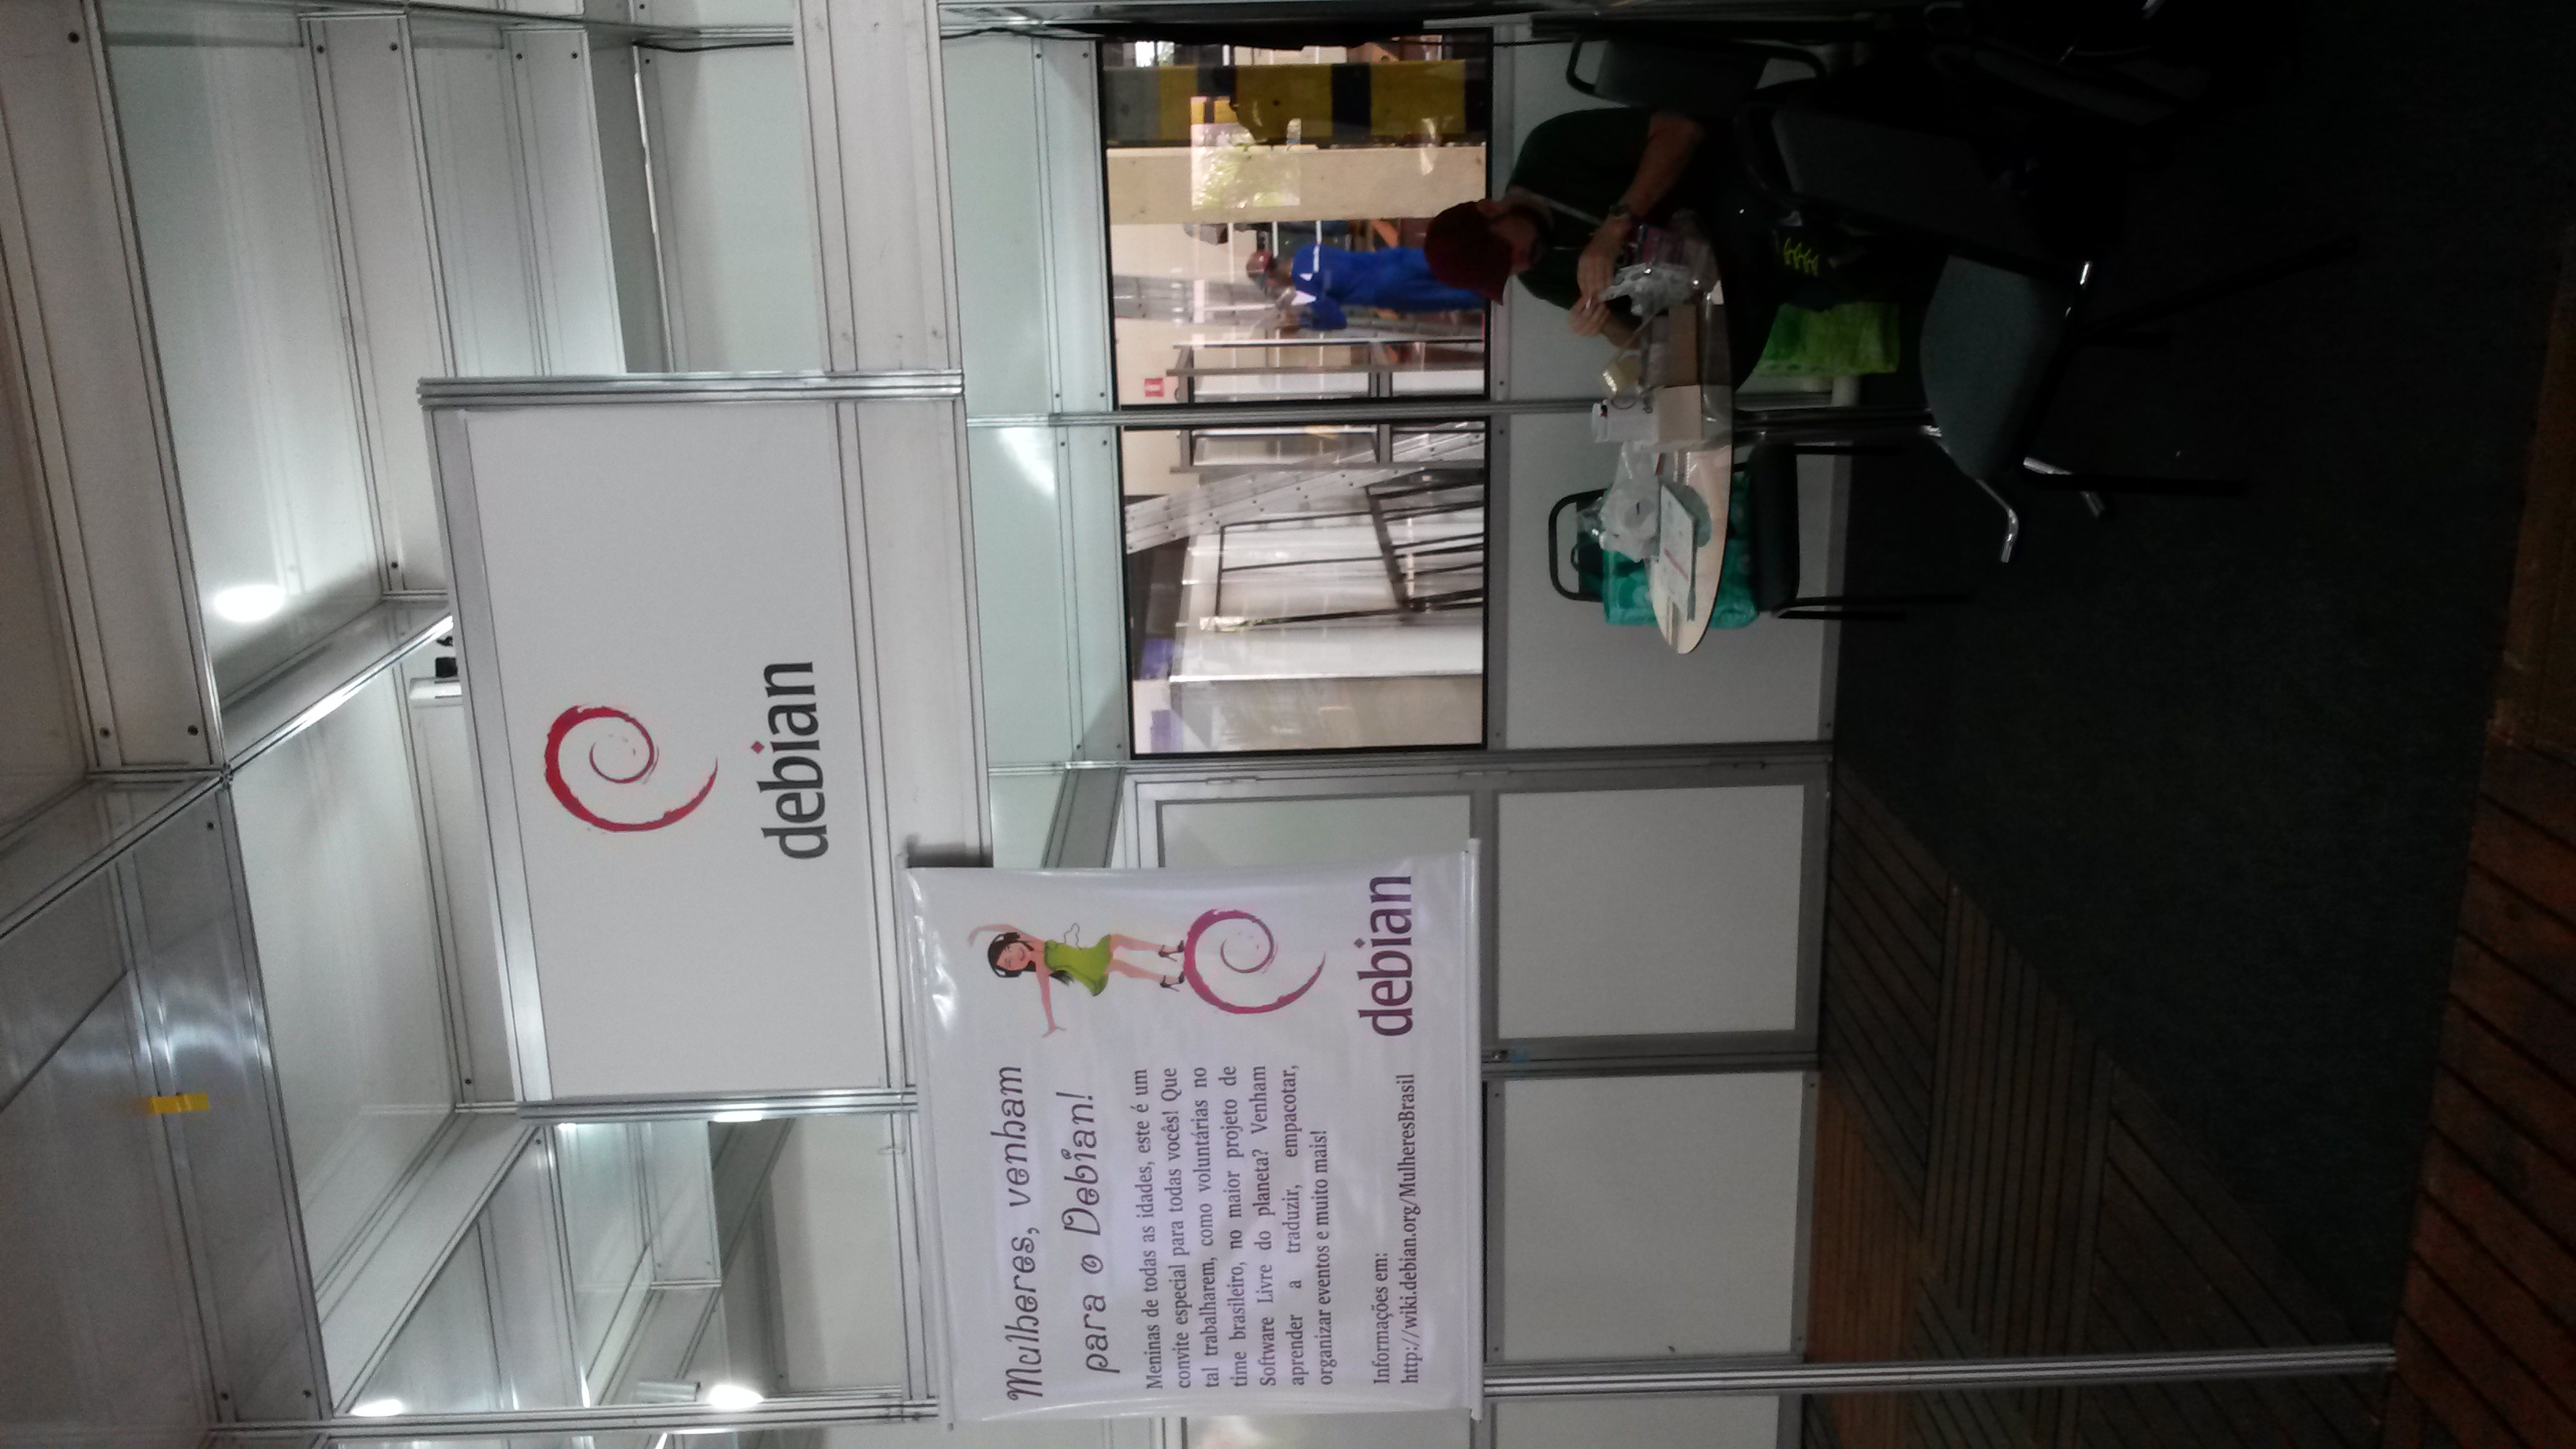 debian
Mulheres, venham
para o Debian!
Meninas de todas as idades, este é um
convite especial para todas vocês! Que
tal trabalharem, como voluntárias no
time brasileiro, no maior projeto de
Software Livre do planeta? Venham
aprender a traduzir, empacotar,
organizar eventos e muito mais!
Informações em:
http://wiki.debian.org/MulheresBrasil
debian